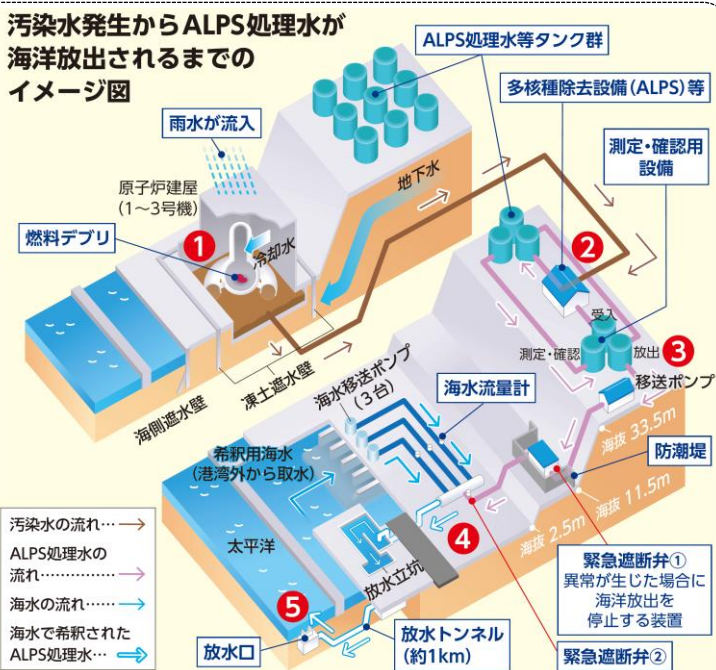 汚染水発生からALPS処理水が
海洋放出されるまでの
イメージ図
ALPS処理水等タンク群
多核種除去設備(ALPS)等
雨水が流入
測定・確認用
設備
原子炉建屋
(1〜3号機)
地下水
燃料デブリ
1
冷却水
2
受入
測定・確認
放出
3
移送ポンプ
凍土遮水壁
海側遮水壁
海水移送ポンプ
(3台)
海水流量計
海抜 33.5m
防潮堤
希釈用海水
(港湾外から取水)
海抜 11.5m
海抜 2.5m
汚染水の流れ…
ALPS処理水の
流れ……………
海水の流れ……
海水で希釈された
ALPS処理水…
太平洋
4
放水立坑
緊急遮断弁①
異常が生じた場合に
海洋放出を
停止する装置
5
放水口
放水トンネル
(約1km)
緊急遮断弁②